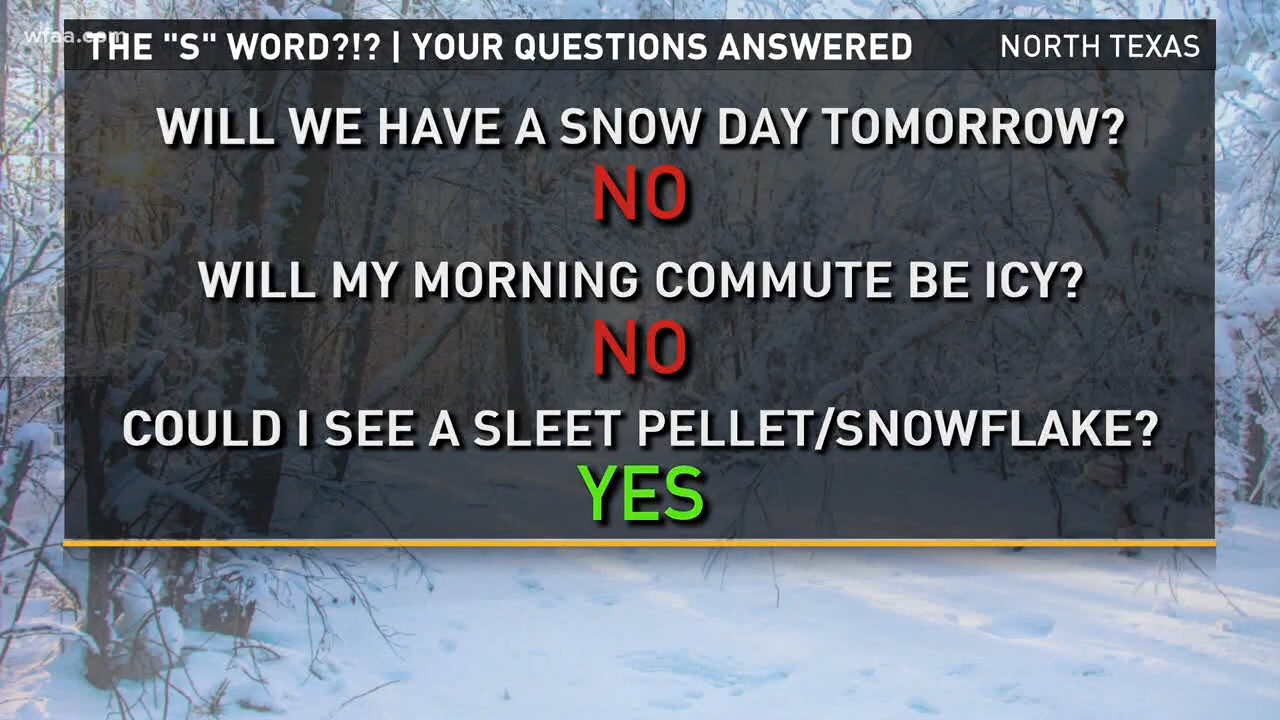 wfaa.com
THE "S" WORD?!? | YOUR QUESTIONS ANSWERED NORTH TEXAS
WILL WE HAVE A SNOW DAY TOMORROW?
NO
WILL MY MORNING COMMUTE BE ICY?
NO
COULD I SEE A SLEET PELLET/SNOWFLAKE?
YES